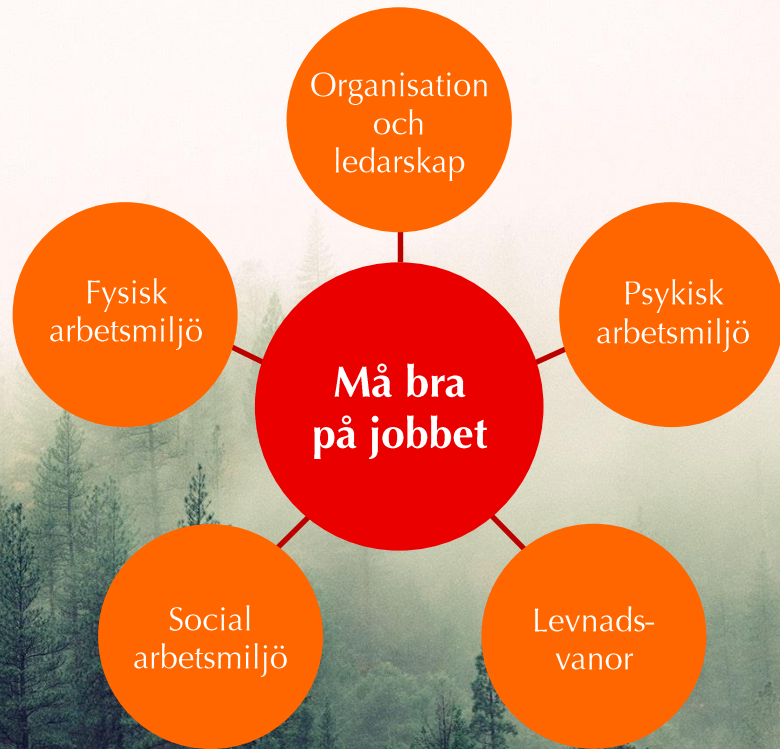 Organisation
och
ledarskap
Fysisk
arbetsmiljö
Psykisk
arbetsmiljö
Må bra
på jobbet
Social
arbetsmiljö
Levnads-
vanor